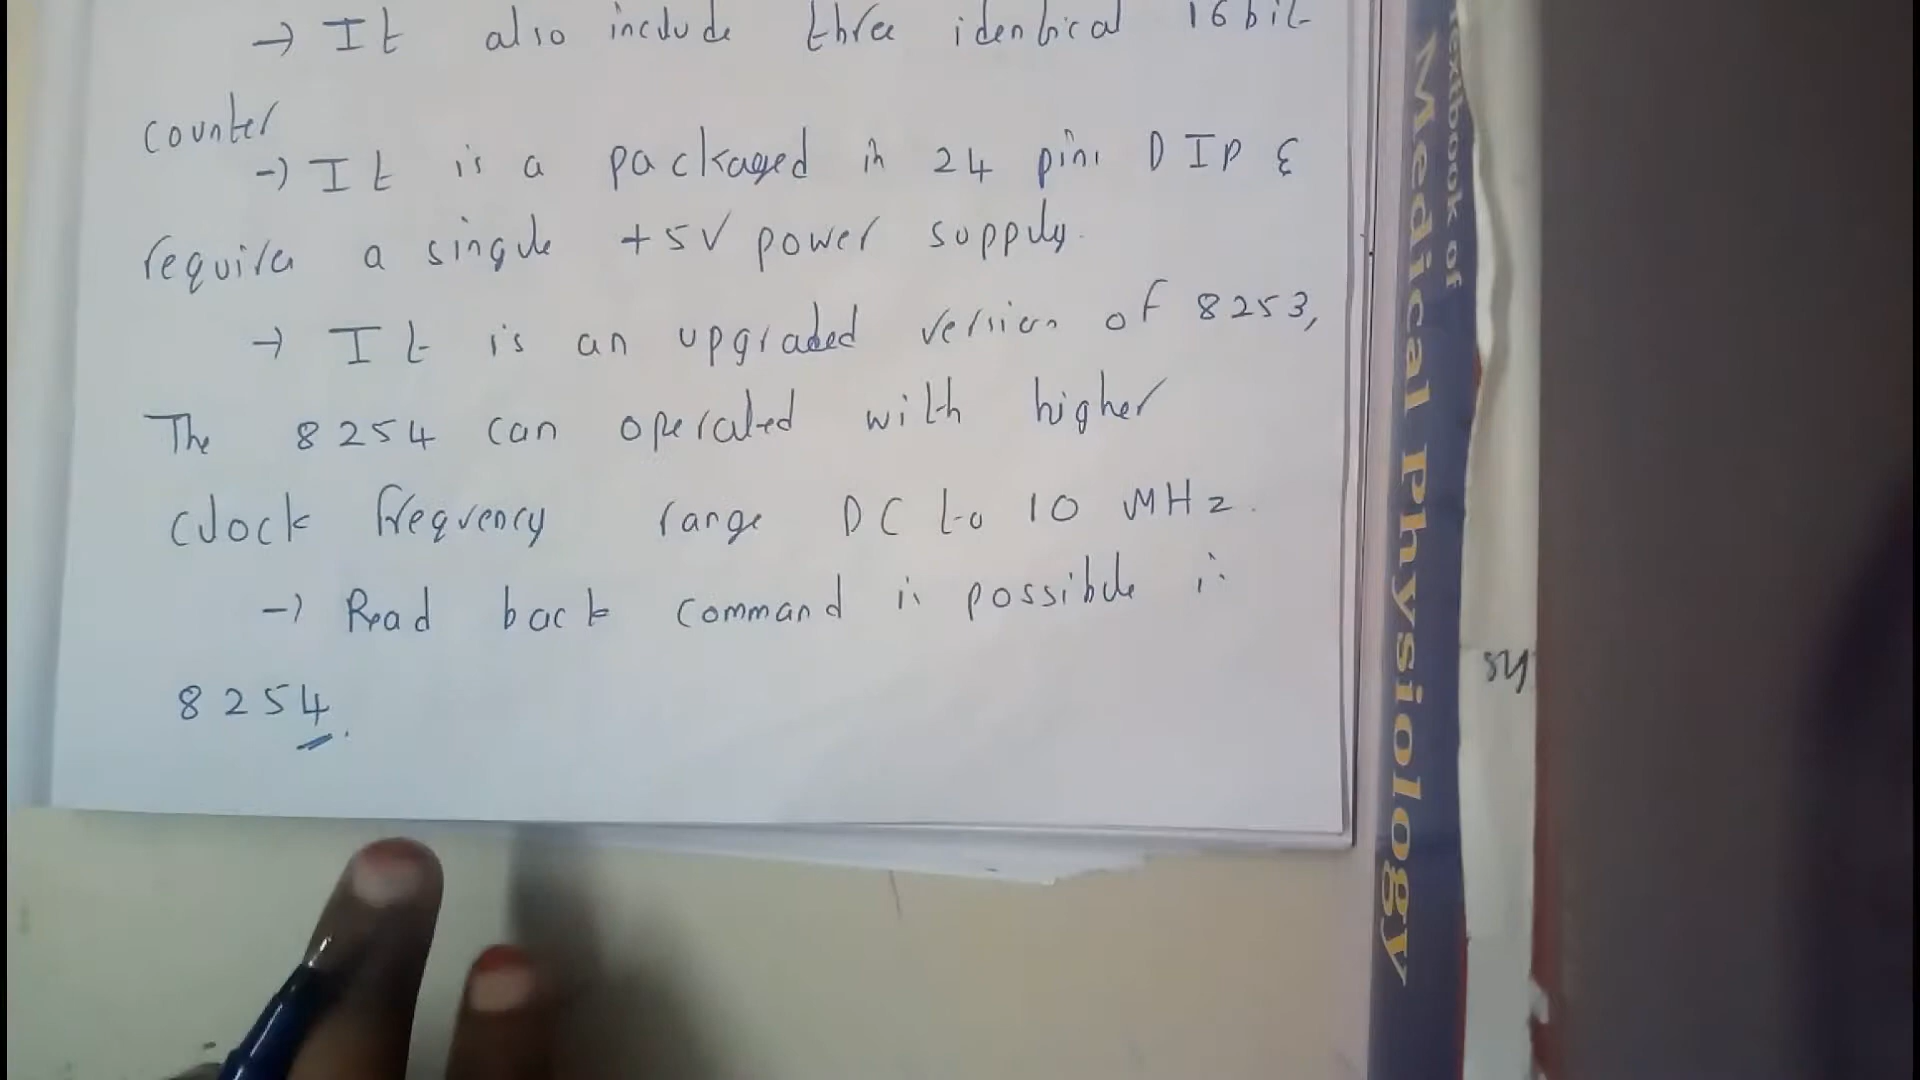 → It also include three identical 16 bit
counter
→ It is a packaged in 24 pin DIP &
require a single +5V power supply.
→ It is an upgraded version of 8253,
The 8254 can operated with higher
clock frequency range DC to 10 MHz.
→ Read back command is possible in
8254.
Textbook of
Medical Physiology